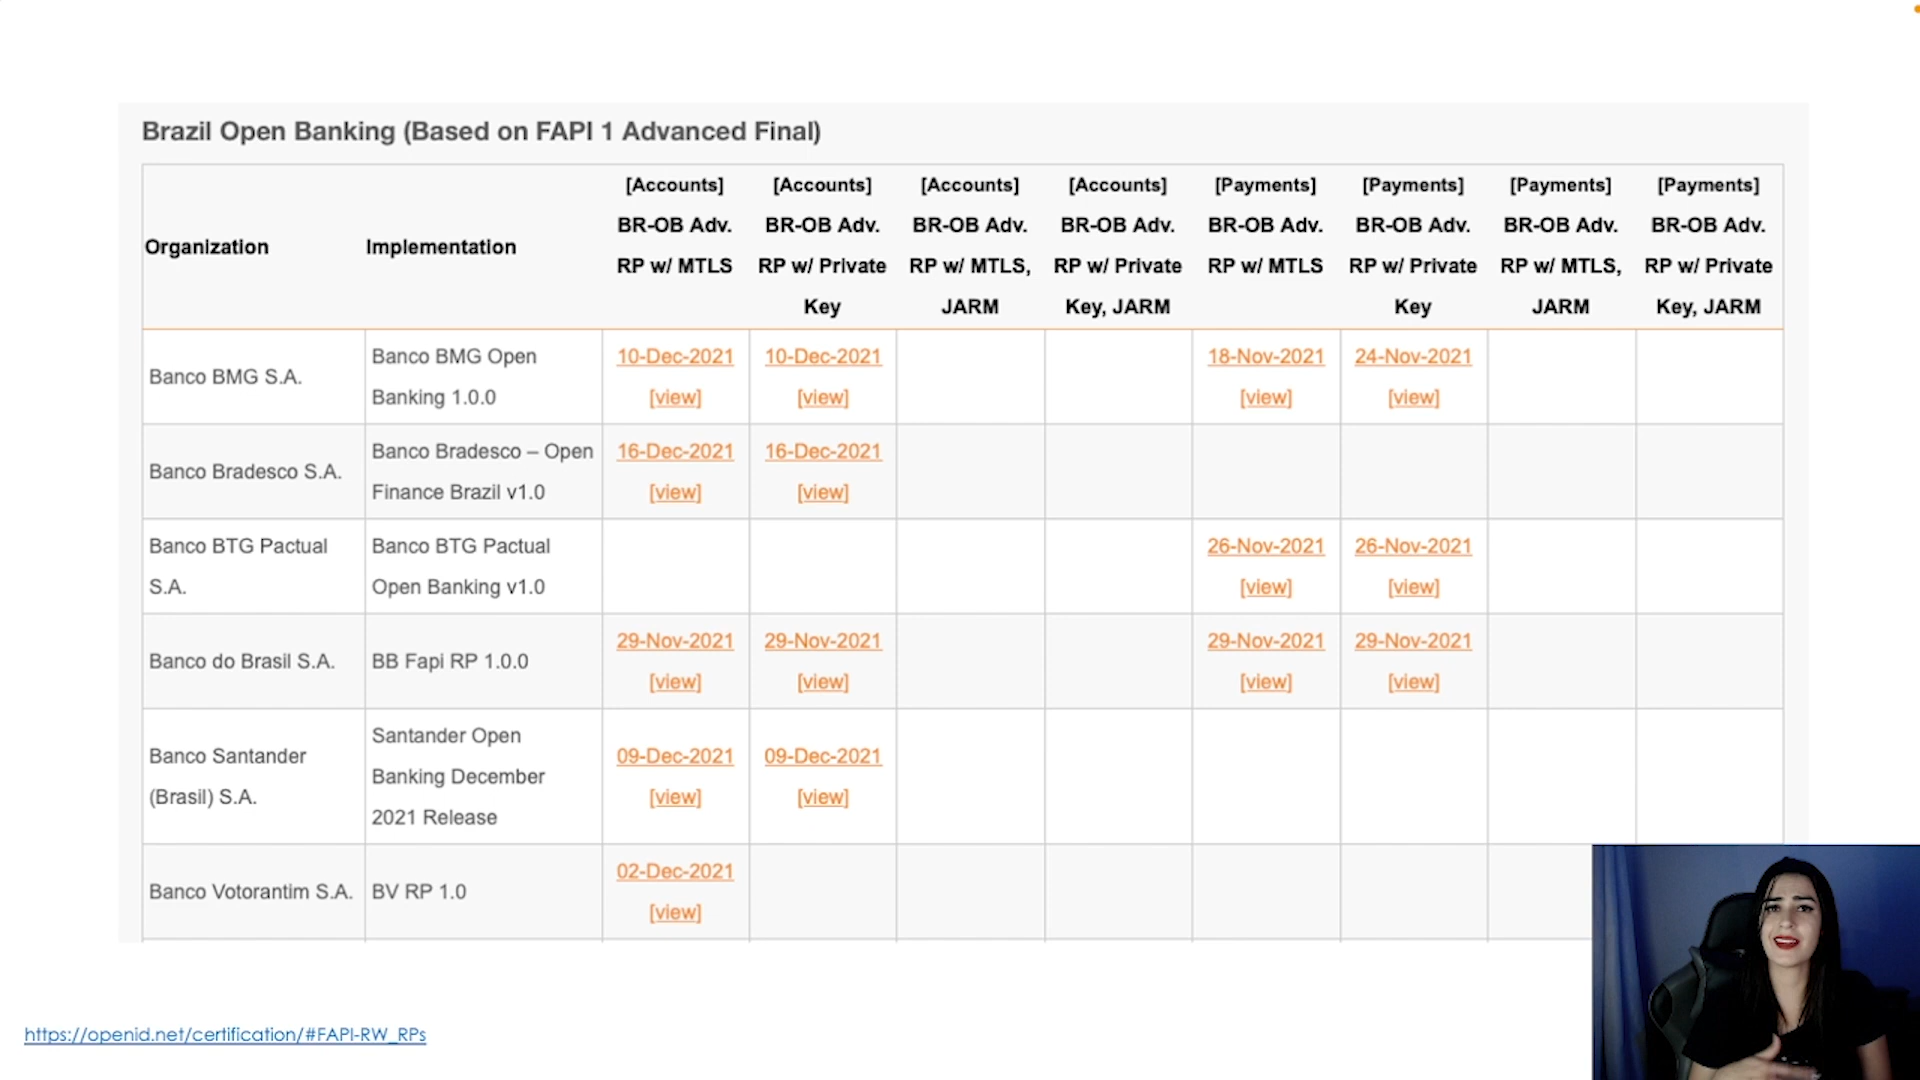 Brazil Open Banking (Based on FAPI 1 Advanced Final)
Organization
Implementation
[Accounts]
BR-OB Adv.
RP w/ MTLS
[Accounts]
BR-OB Adv.
RP w/ Private
Key
[Accounts]
BR-OB Adv.
RP w/ MTLS,
JARM
[Accounts]
BR-OB Adv.
RP w/ Private
Key, JARM
[Payments]
BR-OB Adv.
RP w/ MTLS
[Payments]
BR-OB Adv.
RP w/ Private
Key
[Payments]
BR-OB Adv.
RP w/ MTLS,
JARM
[Payments]
BR-OB Adv.
RP w/ Private
Key, JARM
Banco BMG S.A.
Banco BMG Open
Banking 1.0.0
10-Dec-2021
[view]
10-Dec-2021
[view]
18-Nov-2021
[view]
24-Nov-2021
[view]
Banco Bradesco S.A.
Banco Bradesco – Open
Finance Brazil v1.0
16-Dec-2021
[view]
16-Dec-2021
[view]
Banco BTG Pactual
S.A.
Banco BTG Pactual
Open Banking v1.0
26-Nov-2021
[view]
26-Nov-2021
[view]
Banco do Brasil S.A.
BB Fapi RP 1.0.0
29-Nov-2021
[view]
29-Nov-2021
[view]
29-Nov-2021
[view]
29-Nov-2021
[view]
Banco Santander
(Brasil) S.A.
Santander Open
Banking December
2021 Release
09-Dec-2021
[view]
09-Dec-2021
[view]
Banco Votorantim S.A.
BV RP 1.0
02-Dec-2021
[view]
https://openid.net/certification/#FAPI-RW_RPs